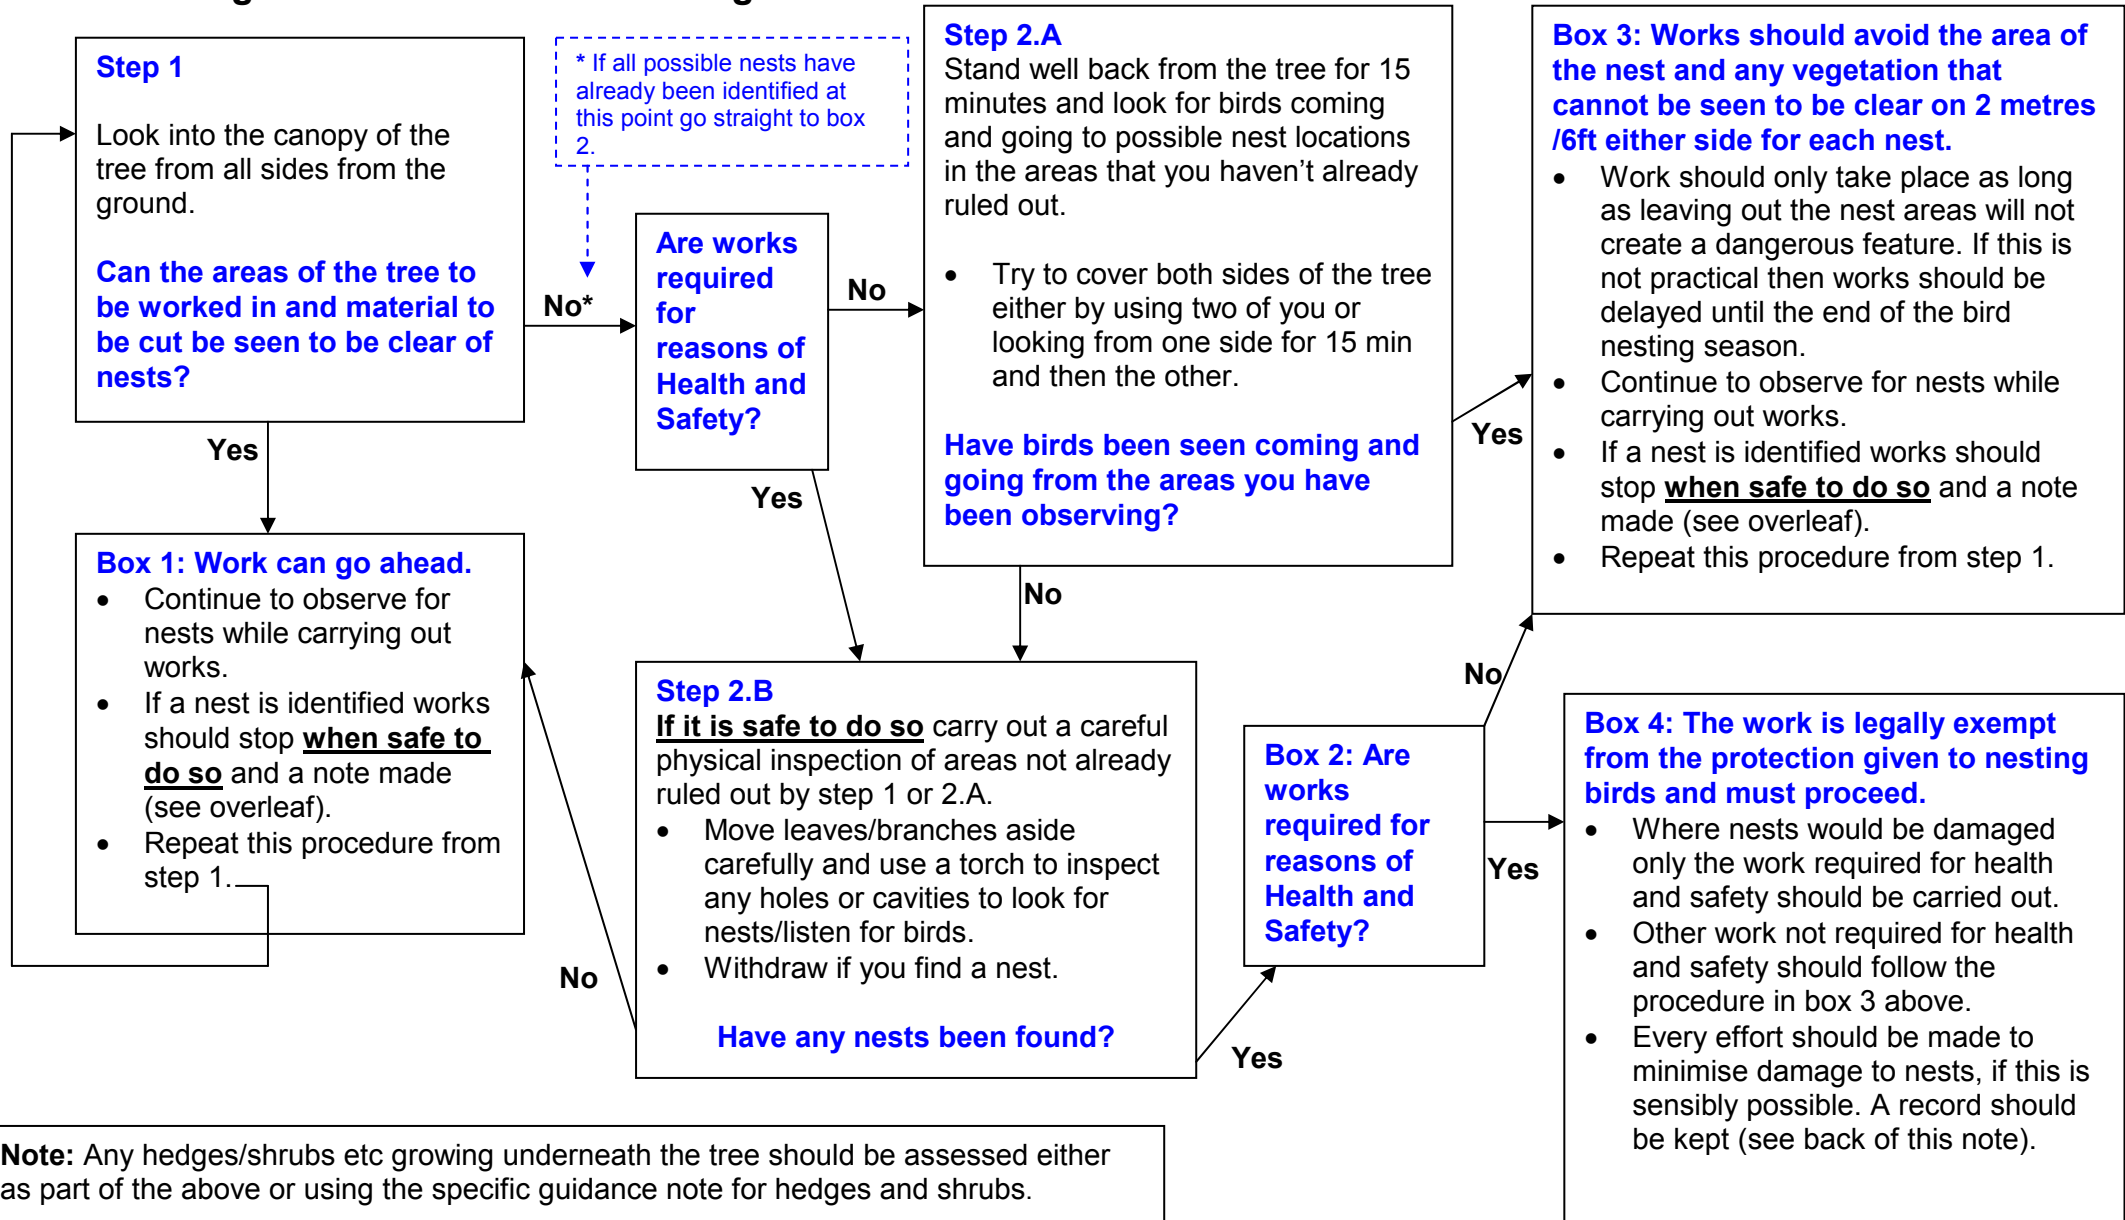 Step 1
Look into the canopy of the
tree from all sides from the
ground.
Can the areas of the tree to
be worked in and material to
be cut be seen to be clear of
nests?
* If all possible nests have
already been identified at
this point go straight to box
2.
No*
Yes
Are works
required
for
reasons of
Health and
Safety?
No
Yes
Step 2.A
Stand well back from the tree for 15
minutes and look for birds coming
and going to possible nest locations
in the areas that you haven't already
ruled out.
• Try to cover both sides of the tree
either by using two of you or
looking from one side for 15 min
and then the other.
Have birds been seen coming and
going from the areas you have
been observing?
Yes
No
Box 3: Works should avoid the area of
the nest and any vegetation that
cannot be seen to be clear on 2 metres
/6ft either side for each nest.
• Work should only take place as long
as leaving out the nest areas will not
create a dangerous feature. If this is
not practical then works should be
delayed until the end of the bird
nesting season.
• Continue to observe for nests while
carrying out works.
• If a nest is identified works should
stop when safe to do so and a note
made (see overleaf).
• Repeat this procedure from step 1.
Box 1: Work can go ahead.
• Continue to observe for
nests while carrying out
works.
• If a nest is identified works
should stop when safe to
do so and a note made
(see overleaf).
• Repeat this procedure from
step 1.
No
Step 2.B
If it is safe to do so carry out a careful
physical inspection of areas not already
ruled out by step 1 or 2.A.
• Move leaves/branches aside
carefully and use a torch to inspect
any holes or cavities to look for
nests/listen for birds.
• Withdraw if you find a nest.
Have any nests been found?
Yes
Box 2: Are
works
required for
reasons of
Health and
Safety?
No
Yes
Box 4: The work is legally exempt
from the protection given to nesting
birds and must proceed.
• Where nests would be damaged
only the work required for health
and safety should be carried out.
• Other work not required for health
and safety should follow the
procedure in box 3 above.
• Every effort should be made to
minimise damage to nests, if this is
sensibly possible. A record should
be kept (see back of this note).
Note: Any hedges/shrubs etc growing underneath the tree should be assessed either
as part of the above or using the specific guidance note for hedges and shrubs.